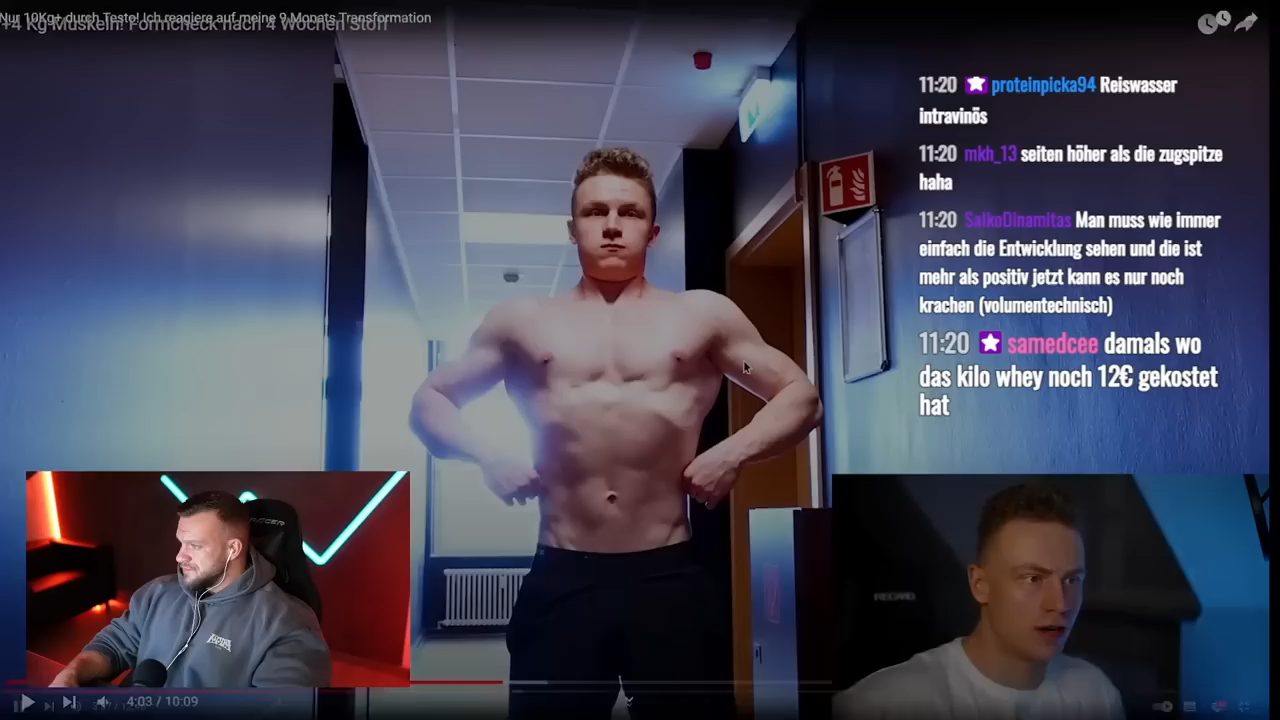 Nur 10Kg+ durch Testo! Ich reagiere auf meine 9 Monats Transformation
+4 Kg Muskeln! Formcheck nach 4 Wochen Stoff
11:20 proteinpicka94 Reiswasser
intravinös
11:20 mkh_13 seiten höher als die zugspitze
haha
11:20 SalkoDinamitas Man muss wie immer
einfach die Entwicklung sehen und die ist
mehr als positiv jetzt kann es nur noch
krachen (volumentechnisch)
11:20 samedcee damals wo
das kilo whey noch 12€ gekostet
hat
RECARO
4:03 / 10:09